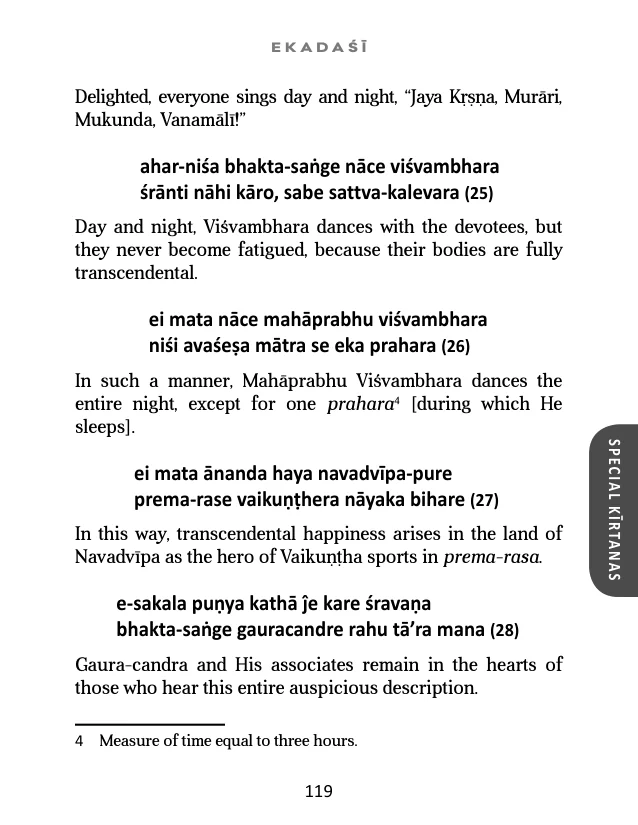 EKADAŚĪ
Delighted, everyone sings day and night, “Jaya Kṛṣṇa, Murāri,
Mukunda, Vanamālī!”
ahar-niśa bhakta-saṅge nāce viśvambhara
śrānti nāhi kāro, sabe sattva-kalevara (25)
Day and night, Viśvambhara dances with the devotees, but
they never become fatigued, because their bodies are fully
transcendental.
ei mata nāce mahāprabhu viśvambhara
niśi avaśeṣa mātra se eka prahara (26)
In such a manner, Mahāprabhu Viśvambhara dances the
entire night, except for one prahara⁴ [during which He
sleeps].
ei mata ānanda haya navadvīpa-pure
prema-rase vaikuṇṭhera nāyaka bihare (27)
In this way, transcendental happiness arises in the land of
Navadvīpa as the hero of Vaikuṇṭha sports in prema-rasa.
e-sakala puṇya kathā ĵe kare śravaṇa
bhakta-saṅge gauracandre rahu tā’ra mana (28)
Gaura-candra and His associates remain in the hearts of
those who hear this entire auspicious description.
4 Measure of time equal to three hours.
119
SPECIAL KĪRTANAS